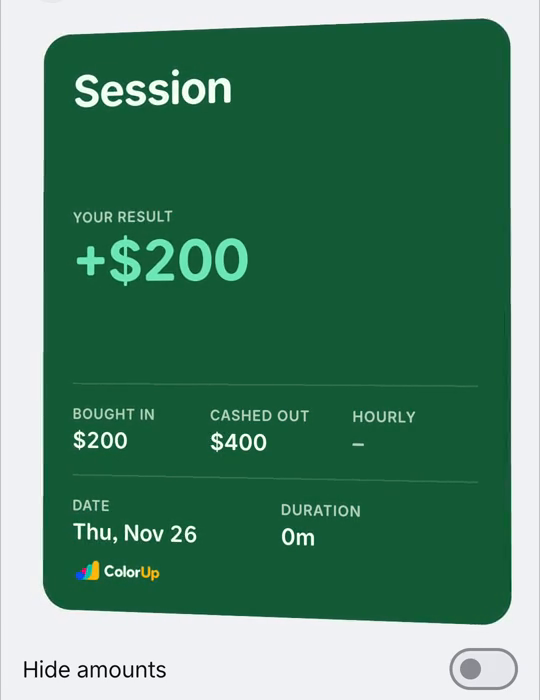 Session
YOUR RESULT
+$200
BOUGHT IN CASHED OUT HOURLY
$200 $400 –
DATE DURATION
Thu, Nov 26 0m
ColorUp
Hide amounts